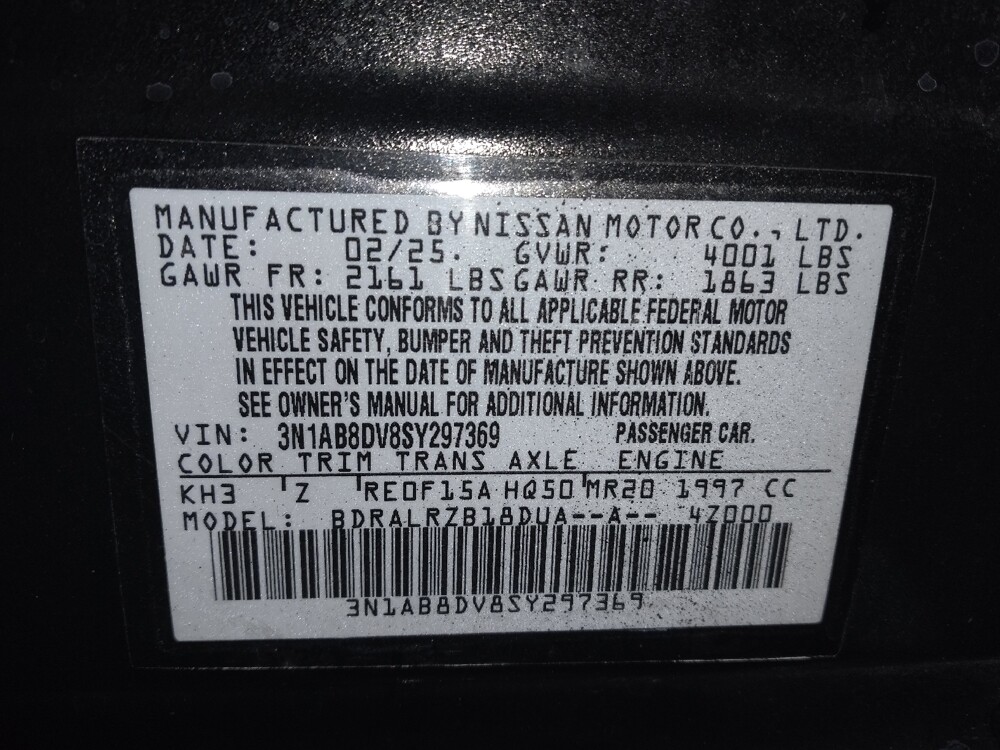 MANUFACTURED BY NISSAN MOTOR CO., LTD.
DATE: 02/25. GVWR: 4001 LBS
GAWR FR: 2161 LBS GAWR RR: 1863 LBS
THIS VEHICLE CONFORMS TO ALL APPLICABLE FEDERAL MOTOR
VEHICLE SAFETY, BUMPER AND THEFT PREVENTION STANDARDS
IN EFFECT ON THE DATE OF MANUFACTURE SHOWN ABOVE.
SEE OWNER'S MANUAL FOR ADDITIONAL INFORMATION.
VIN: 3N1AB8DV8SY297369 PASSENGER CAR.
COLOR TRIM TRANS AXLE ENGINE
KH3 Z RE0F15A HQ50 MR20 1997 CC
MODEL: BDRALRZB18DUA--A-- 4Z000
3N1AB8DV8SY297369